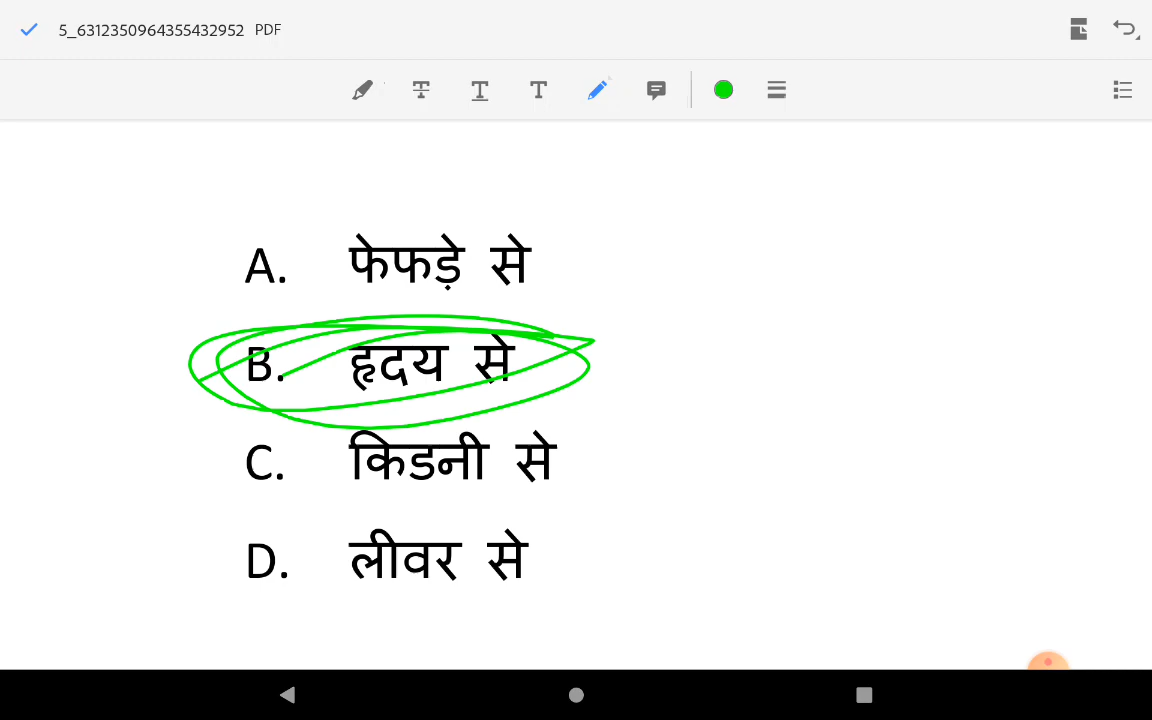 5_6312350964355432952 PDF
A. फेफड़े से
B. हृदय से
C. किडनी से
D. लीवर से